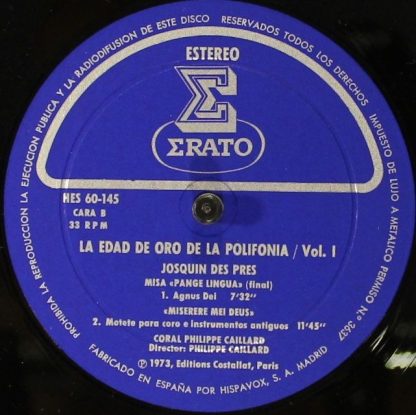 PROHIBIDA LA REPRODUCCION LA EJECUCION PUBLICA Y LA RADIODIFUSION DE ESTE DISCO RESERVADOS TODOS LOS DERECHOS IMPUESTO DE LUJO A METALICO PERMISO Nº 3637
ESTEREO
Σ
ΣRATO
HES 60-145
CARA B
33 RPM
LA EDAD DE ORO DE LA POLIFONIA / Vol. I
JOSQUIN DES PRES
MISA «PANGE LINGUA» (final)
1. Agnus Dei 7'32"
«MISERERE MEI DEUS»
2. Motete para coro e instrumentos antiguos 11'45"
CORAL PHILIPPE CAILLARD
Director: PHILIPPE CAILLARD
Ⓟ 1973, Editions Costallat, Paris
FABRICADO EN ESPAÑA POR HISPAVOX, S. A. MADRID